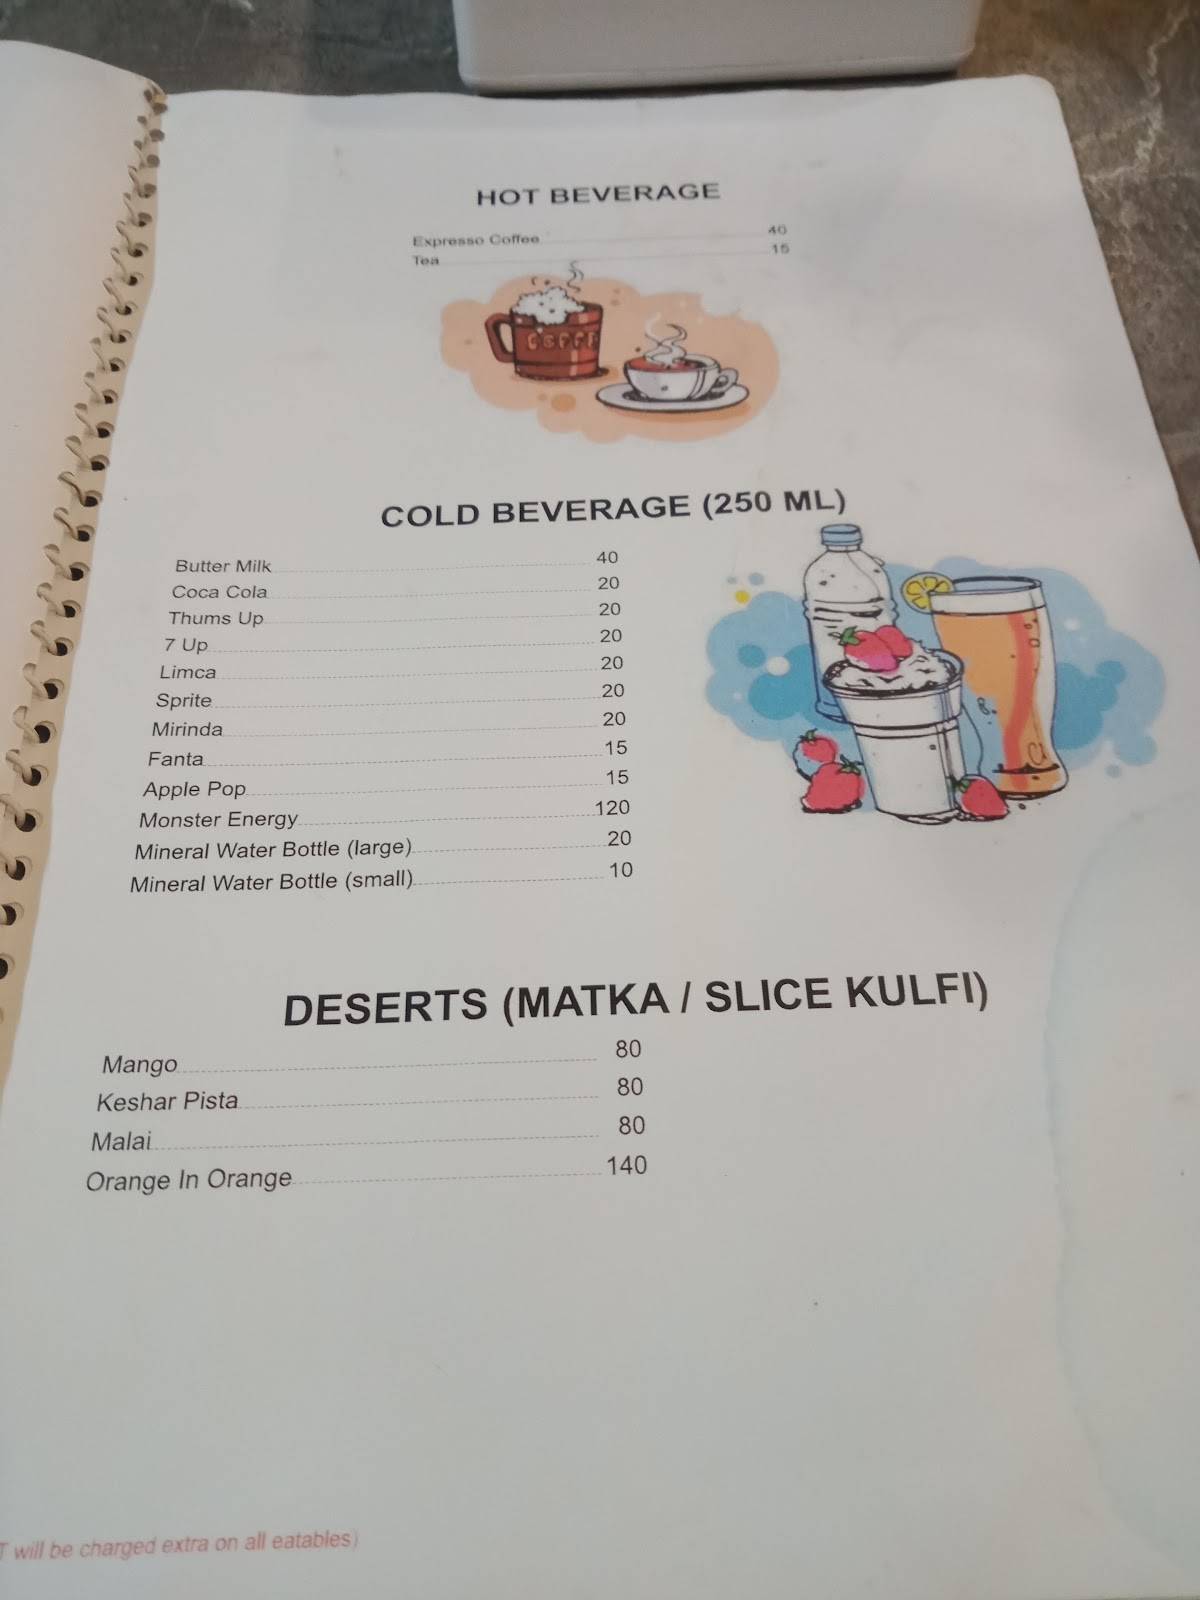 HOT BEVERAGE
Expresso Coffee 40
Tea 15
COFFE
COLD BEVERAGE (250 ML)
Butter Milk 40
Coca Cola 20
Thums Up 20
7 Up 20
Limca 20
Sprite 20
Mirinda 20
Fanta 15
Apple Pop 15
Monster Energy 120
Mineral Water Bottle (large) 20
Mineral Water Bottle (small) 10
DESERTS (MATKA / SLICE KULFI)
Mango 80
Keshar Pista 80
Malai 80
Orange In Orange 140
T will be charged extra on all eatables)